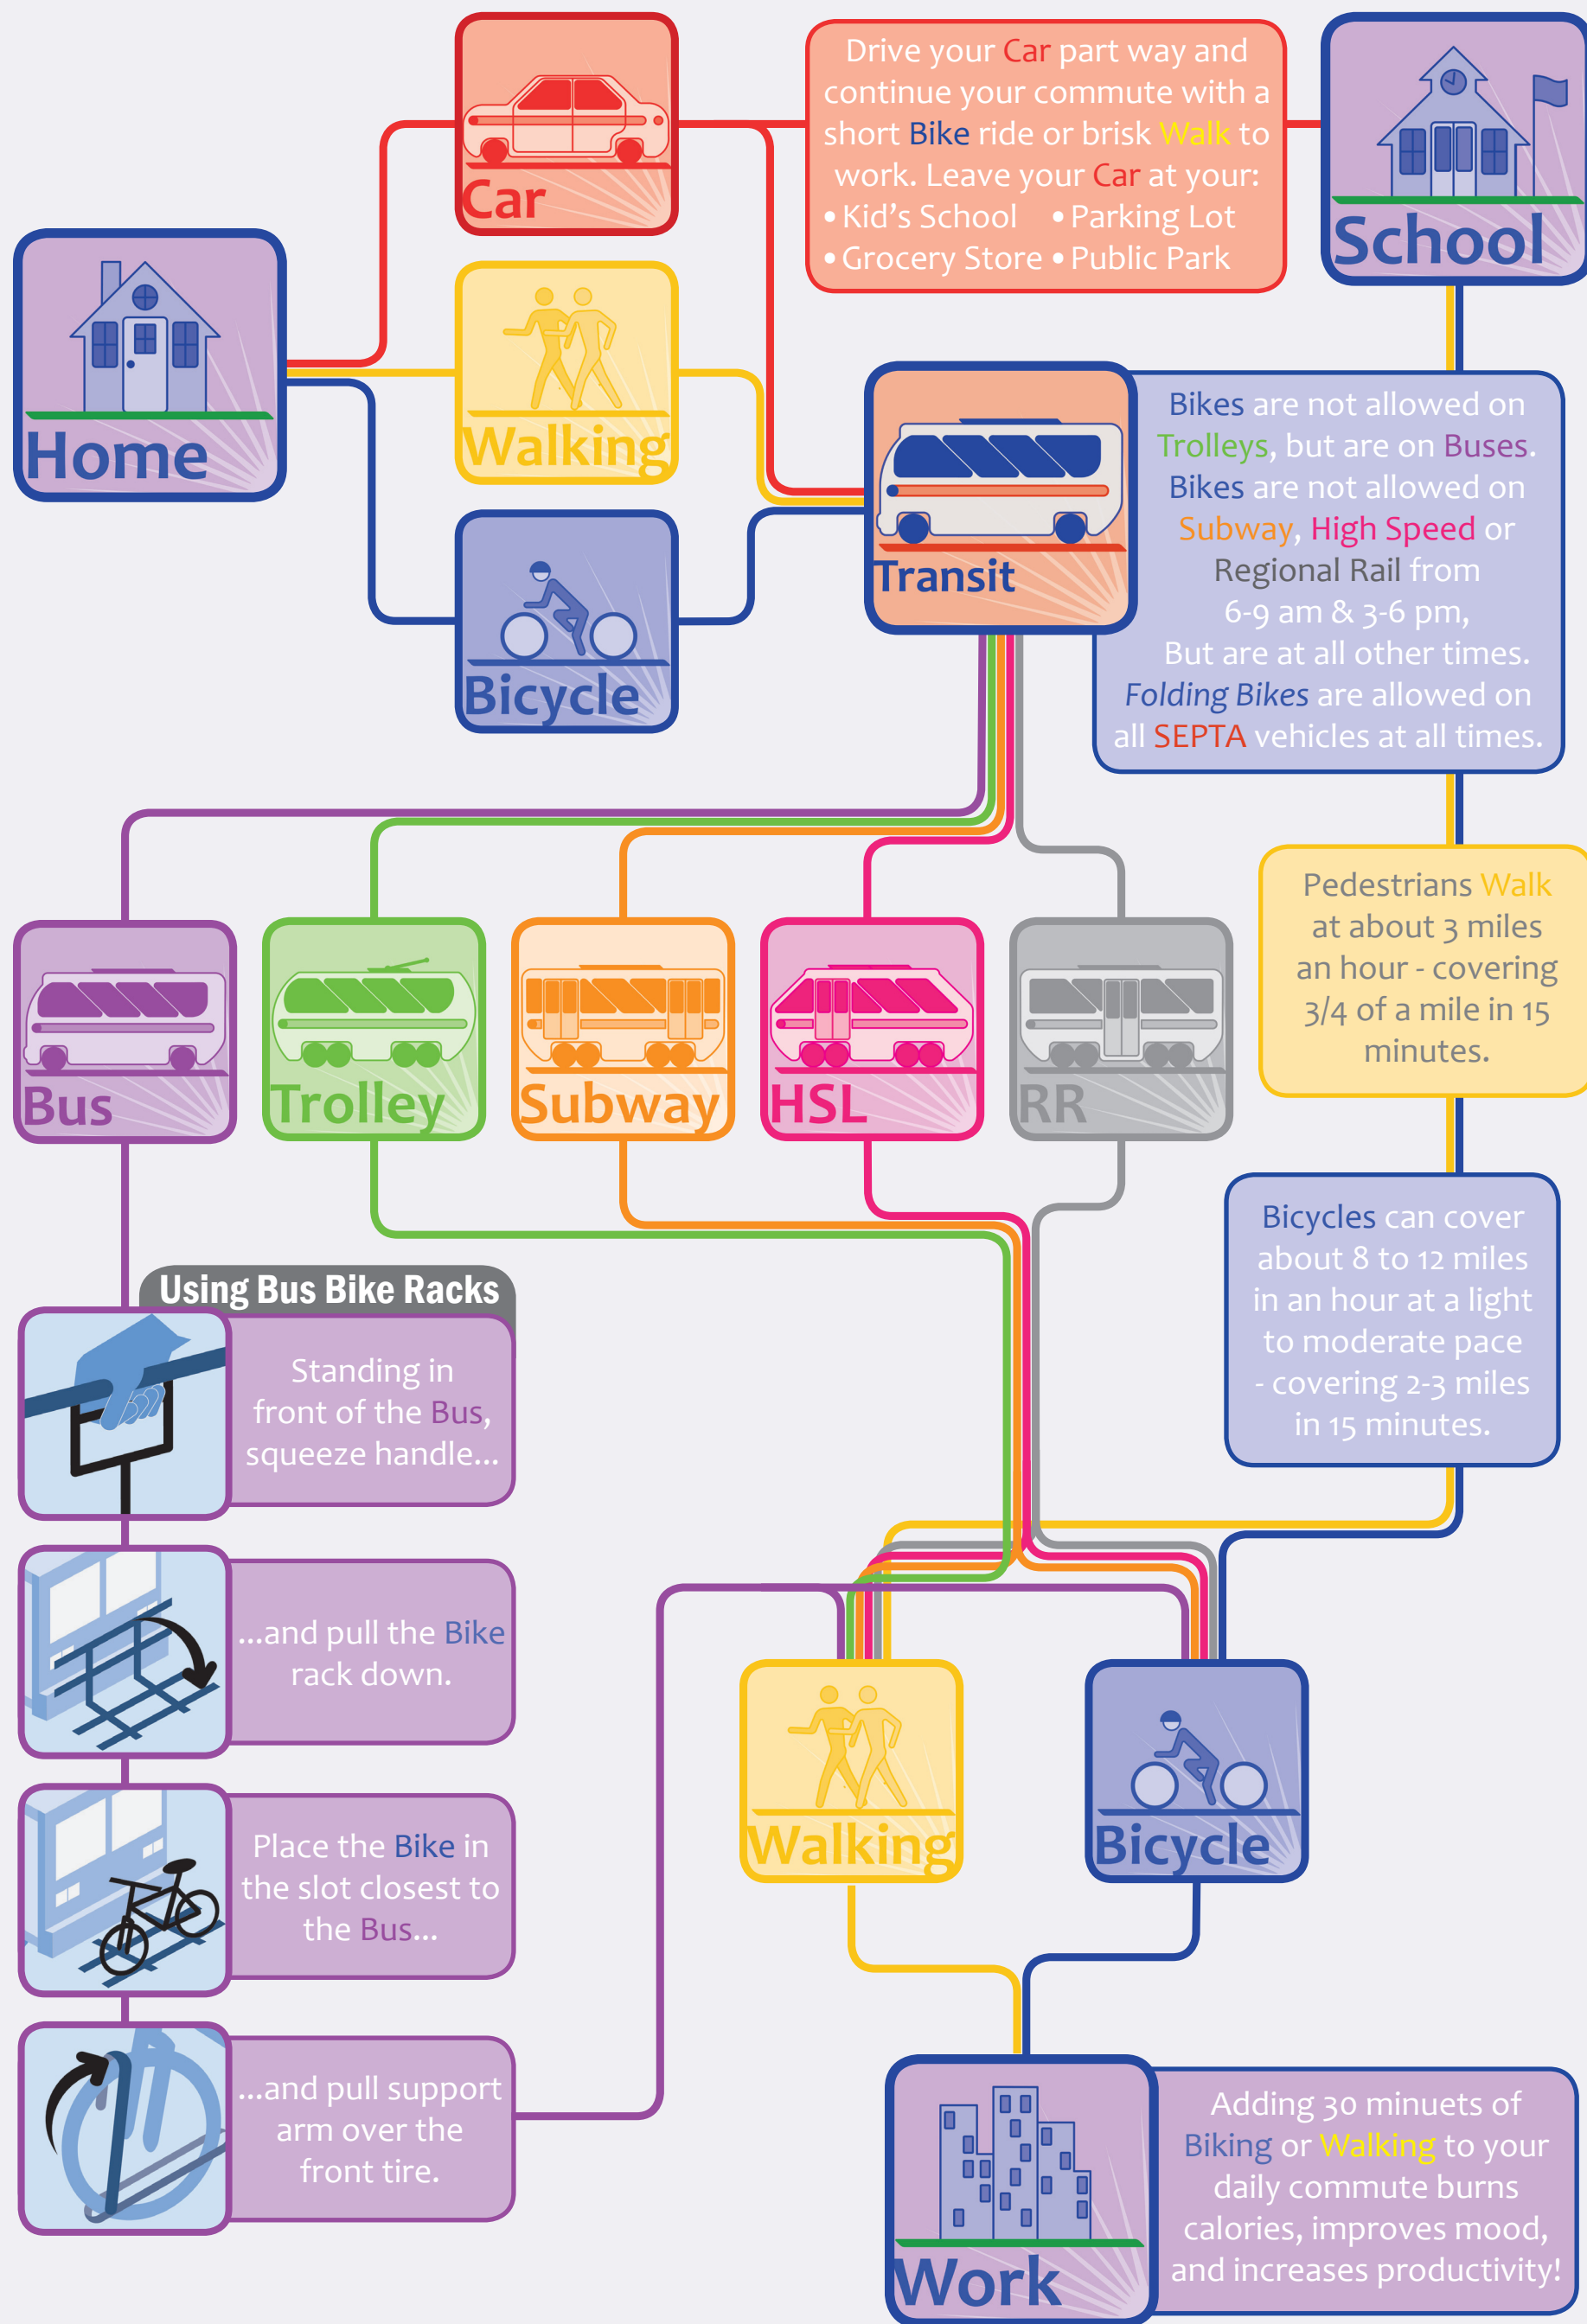 Car
Drive your Car part way and
continue your commute with a
short Bike ride or brisk Walk to
work. Leave your Car at your:
• Kid's School • Parking Lot
• Grocery Store • Public Park
School
Home
Walking
Bicycle
Transit
Bikes are not allowed on
Trolleys, but are on Buses.
Bikes are not allowed on
Subway, High Speed or
Regional Rail from
6-9 am & 3-6 pm,
But are at all other times.
Folding Bikes are allowed on
all SEPTA vehicles at all times.
Pedestrians Walk
at about 3 miles
an hour - covering
3/4 of a mile in 15
minutes.
Bus
Trolley
Subway
HSL
RR
Bicycles can cover
about 8 to 12 miles
in an hour at a light
to moderate pace
- covering 2-3 miles
in 15 minutes.
Using Bus Bike Racks
Standing in
front of the Bus,
squeeze handle...
...and pull the Bike
rack down.
Place the Bike in
the slot closest to
the Bus...
...and pull support
arm over the
front tire.
Walking
Bicycle
Work
Adding 30 minuets of
Biking or Walking to your
daily commute burns
calories, improves mood,
and increases productivity!